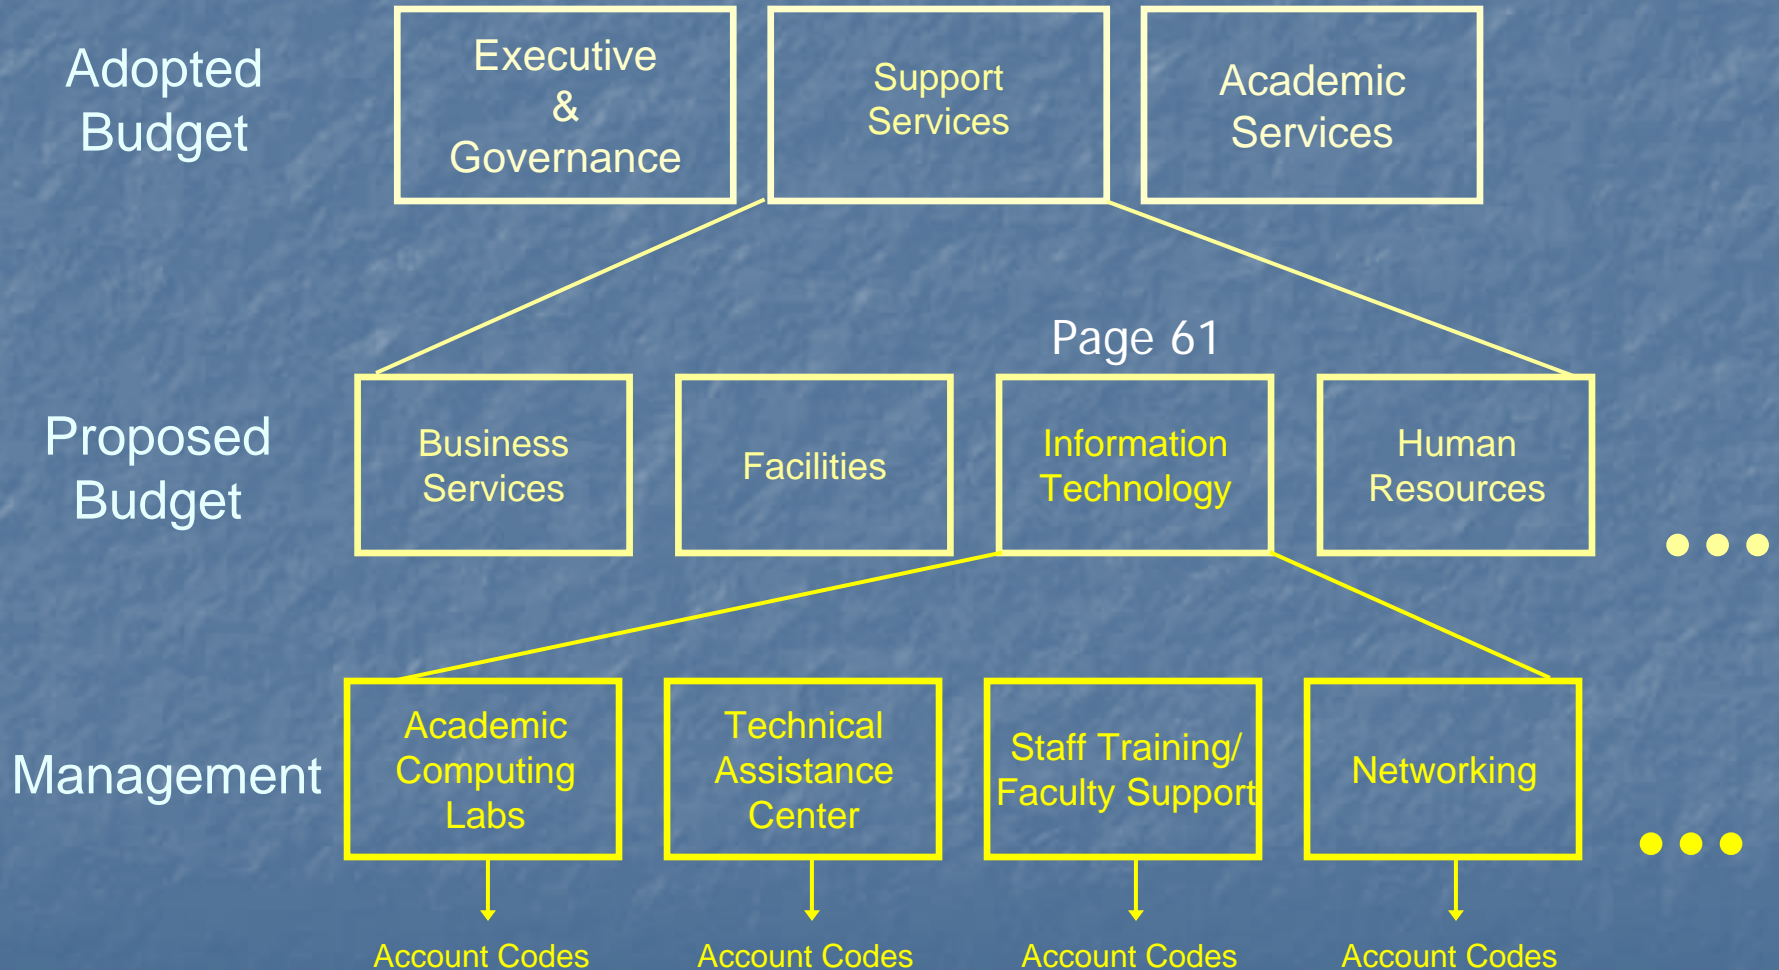 Adopted
Budget
Executive
&
Governance
Support
Services
Academic
Services
Page 61
Proposed
Budget
Business
Services
Facilities
Information
Technology
Human
Resources
Management
Academic
Computing
Labs
Technical
Assistance
Center
Staff Training/
Faculty Support
Networking
Account Codes
Account Codes
Account Codes
Account Codes